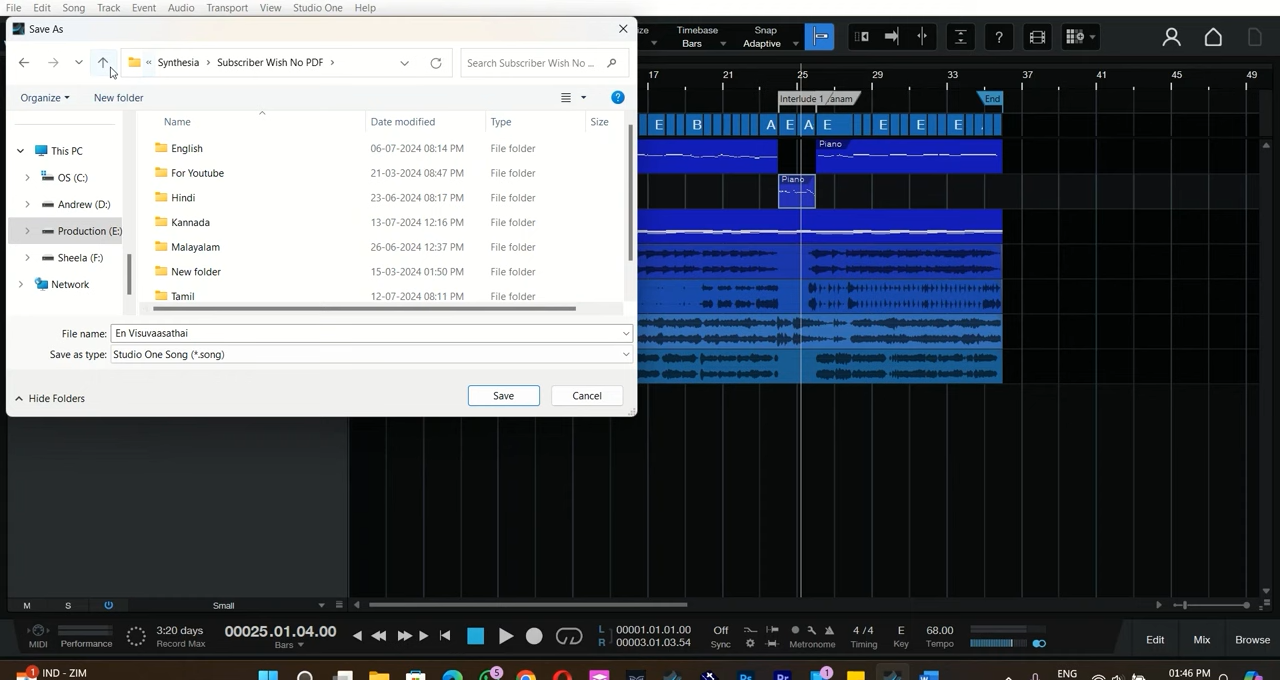 File Edit Song Track Event Audio Transport View Studio One Help
Save As
Timebase Snap
Bars Adaptive
Synthesia > Subscriber Wish No PDF >
Search Subscriber Wish No ...
Organize New folder
17 21 25 29 33 37 41 45 49
Interlude 1 End
Name Date modified Type Size
English 06-07-2024 08:14 PM File folder
For Youtube 21-03-2024 08:47 PM File folder
Hindi 23-06-2024 08:17 PM File folder
Kannada 13-07-2024 12:16 PM File folder
Malayalam 26-06-2024 12:37 PM File folder
New folder 15-03-2024 01:50 PM File folder
Tamil 12-07-2024 08:11 PM File folder
This PC
OS (C:)
Andrew (D:)
Production (E:)
Sheela (F:)
Network
E B A E A E E E E
Piano
Piano
File name: En Visuvaasathai
Save as type: Studio One Song (*.song)
Hide Folders
Save Cancel
M S Small
MIDI Performance
3:20 days
Record Max
00025.01.04.00
Bars
L 00001.01.01.00
R 00003.01.03.54
Off
Sync
Metronome
4 / 4
Timing
E
Key
68.00
Tempo
Edit Mix Browse
1
IND - ZIM
5
1
ENG
01:46 PM